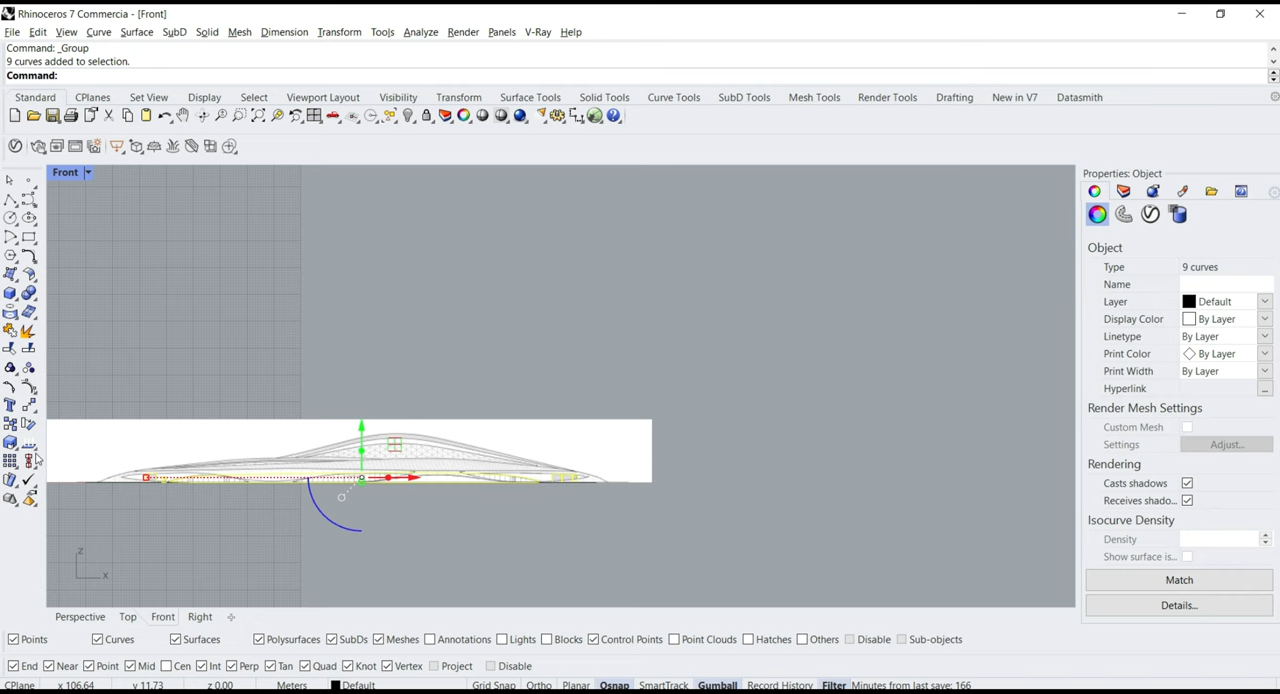 Rhinoceros 7 Commercia - [Front]
File Edit View Curve Surface SubD Solid Mesh Dimension Transform Tools Analyze Render Panels V-Ray Help
Command: _Group
9 curves added to selection.
Command:
Standard CPlanes Set View Display Select Viewport Layout Visibility Transform Surface Tools Solid Tools Curve Tools SubD Tools Mesh Tools Render Tools Drafting New in V7 Datasmith
Front
Properties: Object
Object
Type 9 curves
Name
Layer Default
Display Color By Layer
Linetype By Layer
Print Color By Layer
Print Width By Layer
Hyperlink ...
Render Mesh Settings
Custom Mesh
Settings Adjust...
Rendering
Casts shadows
Receives shado...
Isocurve Density
Density
Show surface is...
Match
Details...
z
x
Perspective Top Front Right
Points Curves Surfaces Polysurfaces SubDs Meshes Annotations Lights Blocks Control Points Point Clouds Hatches Others Disable Sub-objects
End Near Point Mid Cen Int Perp Tan Quad Knot Vertex Project Disable
CPlane x 106.64 y 11.73 z 0.00 Meters Default Grid Snap Ortho Planar Osnap SmartTrack Gumball Record History Filter Minutes from last save: 166